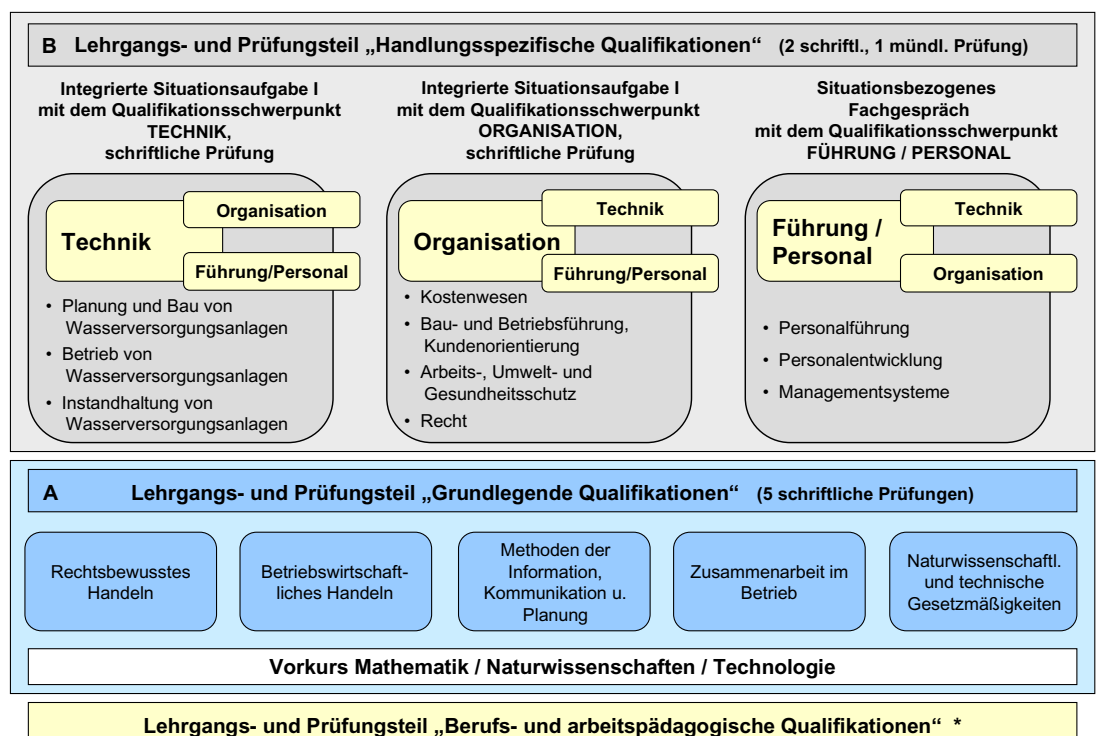 B Lehrgangs- und Prüfungsteil „Handlungsspezifische Qualifikationen“ (2 schriftl., 1 mündl. Prüfung)
Integrierte Situationsaufgabe I
mit dem Qualifikationsschwerpunkt
TECHNIK,
schriftliche Prüfung
Organisation
Technik
Führung/Personal
• Planung und Bau von
Wasserversorgungsanlagen
• Betrieb von
Wasserversorgungsanlagen
• Instandhaltung von
Wasserversorgungsanlagen
Integrierte Situationsaufgabe I
mit dem Qualifikationsschwerpunkt
ORGANISATION,
schriftliche Prüfung
Technik
Organisation
Führung/Personal
• Kostenwesen
• Bau- und Betriebsführung,
Kundenorientierung
• Arbeits-, Umwelt- und
Gesundheitsschutz
• Recht
Situationsbezogenes
Fachgespräch
mit dem Qualifikationsschwerpunkt
FÜHRUNG / PERSONAL
Technik
Führung /
Personal
Organisation
• Personalführung
• Personalentwicklung
• Managementsysteme
A Lehrgangs- und Prüfungsteil „Grundlegende Qualifikationen“ (5 schriftliche Prüfungen)
Rechtsbewusstes
Handeln
Betriebswirtschaft-
liches Handeln
Methoden der
Information,
Kommunikation u.
Planung
Zusammenarbeit im
Betrieb
Naturwissenschaftl.
und technische
Gesetzmäßigkeiten
Vorkurs Mathematik / Naturwissenschaften / Technologie
Lehrgangs- und Prüfungsteil „Berufs- und arbeitspädagogische Qualifikationen“ *